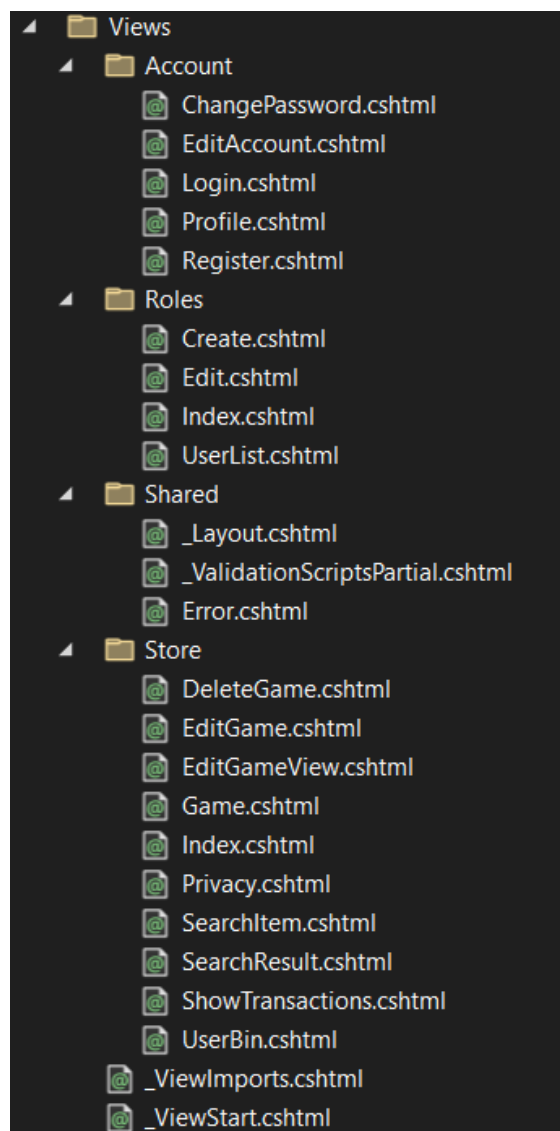 Views
Account
ChangePassword.cshtml
EditAccount.cshtml
Login.cshtml
Profile.cshtml
Register.cshtml
Roles
Create.cshtml
Edit.cshtml
Index.cshtml
UserList.cshtml
Shared
_Layout.cshtml
_ValidationScriptsPartial.cshtml
Error.cshtml
Store
DeleteGame.cshtml
EditGame.cshtml
EditGameView.cshtml
Game.cshtml
Index.cshtml
Privacy.cshtml
SearchItem.cshtml
SearchResult.cshtml
ShowTransactions.cshtml
UserBin.cshtml
_ViewImports.cshtml
_ViewStart.cshtml